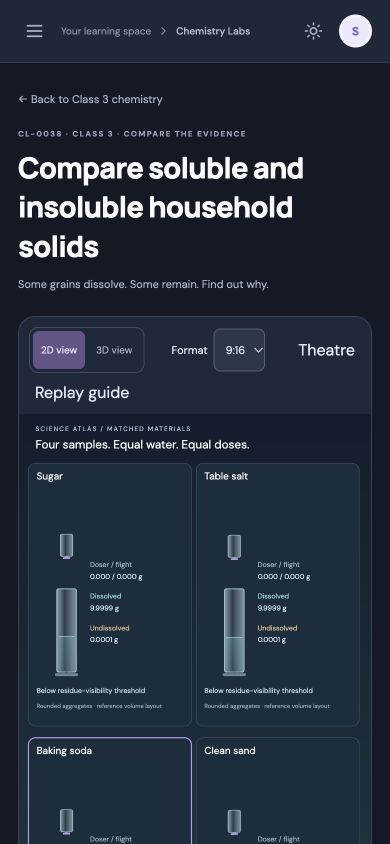 Your learning space > Chemistry Labs
S
← Back to Class 3 chemistry
CL-0038 · CLASS 3 · COMPARE THE EVIDENCE
Compare soluble and
insoluble household
solids
Some grains dissolve. Some remain. Find out why.
2D view 3D view Format 9:16 Theatre
Replay guide
SCIENCE ATLAS / MATCHED MATERIALS
Four samples. Equal water. Equal doses.
Sugar
Doser / flight
0.000 / 0.000 g
Dissolved
9.9999 g
Undissolved
0.0001 g
Below residue-visibility threshold
Rounded aggregates · reference volume layout
Table salt
Doser / flight
0.000 / 0.000 g
Dissolved
9.9999 g
Undissolved
0.0001 g
Below residue-visibility threshold
Rounded aggregates · reference volume layout
Baking soda
Doser / flight
Clean sand
Doser / flight